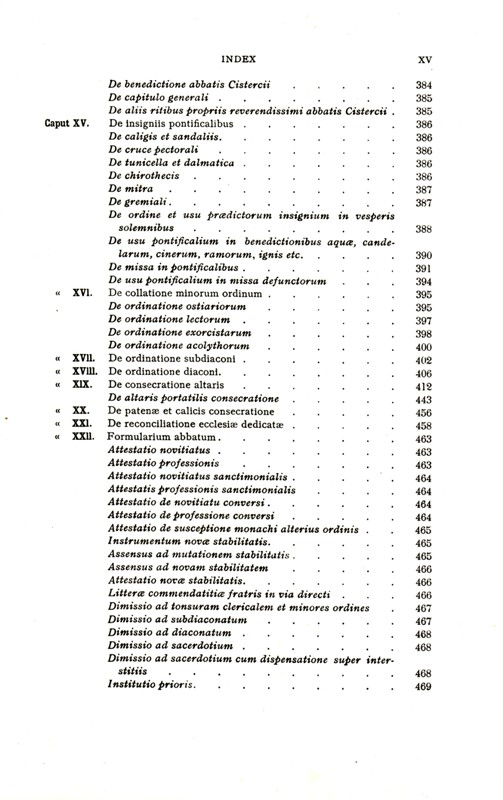 INDEX XV
De benedictione abbatis Cistercii . . . . . 384
De capitulo generali . . . . . . . 385
De aliis ritibus propriis reverendissimi abbatis Cistercii . 385
Caput XV. De insigniis pontificalibus . . . . . . 386
De caligis et sandaliis. . . . . . . 386
De cruce pectorali . . . . . . . 386
De tunicella et dalmatica . . . . . . 386
De chirothecis . . . . . . . . 386
De mitra . . . . . . . . . 387
De gremiali . . . . . . . . . 387
De ordine et usu prædictorum insignium in vesperis
solemnibus . . . . . . . . 388
De usu pontificalium in benedictionibus aquæ, cande-
larum, cinerum, ramorum, ignis etc. . . . . 390
De missa in pontificalibus . . . . . . 391
De usu pontificalium in missa defunctorum . . . 394
« XVI. De collatione minorum ordinum . . . . . 395
De ordinatione ostiariorum . . . . . 395
De ordinatione lectorum . . . . . . 397
De ordinatione exorcistarum . . . . . 398
De ordinatione acolythorum . . . . . 400
« XVII. De ordinatione subdiaconi . . . . . . 402
« XVIII. De ordinatione diaconi. . . . . . . 406
« XIX. De consecratione altaris . . . . . . 412
De altaris portatilis consecratione . . . . 443
« XX. De patenæ et calicis consecratione . . . . 456
« XXI. De reconciliatione ecclesiæ dedicatæ . . . . 458
« XXII. Formularium abbatum . . . . . . . 463
Attestatio novitiatus . . . . . . . 463
Attestatio professionis . . . . . . 463
Attestatio novitiatus sanctimonialis . . . . 464
Attestatis professionis sanctimonialis . . . . 464
Attestatio de novitiatu conversi . . . . . 464
Attestatio de professione conversi . . . . 464
Attestatio de susceptione monachi alterius ordinis . . 465
Instrumentum novæ stabilitatis. . . . . . 465
Assensus ad mutationem stabilitatis . . . . 465
Assensus ad novam stabilitatem . . . . . 466
Attestatio novæ stabilitatis. . . . . . 466
Litteræ commendatitiæ fratris in via directi . . . 466
Dimissio ad tonsuram clericalem et minores ordines . 467
Dimissio ad subdiaconatum . . . . . 467
Dimissio ad diaconatum . . . . . . 468
Dimissio ad sacerdotium . . . . . . 468
Dimissio ad sacerdotium cum dispensatione super inter-
stitiis . . . . . . . . . 468
Institutio prioris. . . . . . . . 469